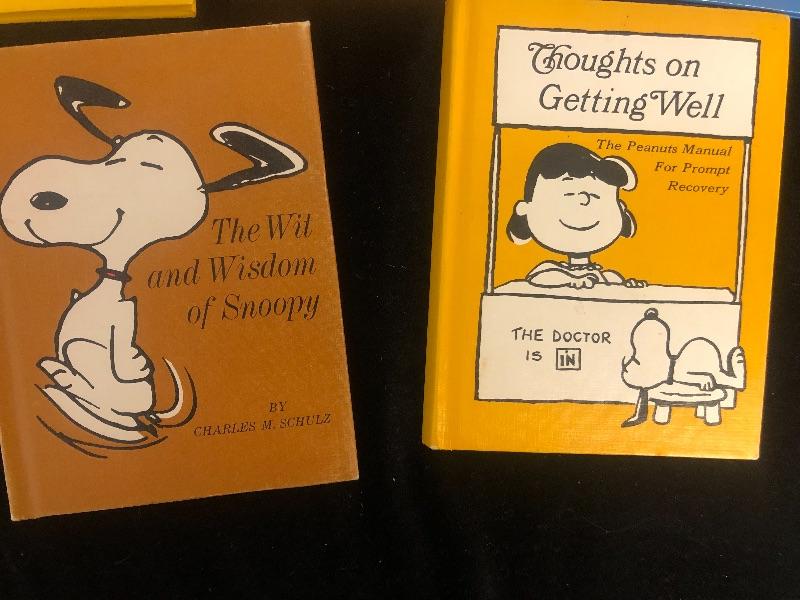 The Wit
and Wisdom
of Snoopy
BY
CHARLES M. SCHULZ
Thoughts on
Getting Well
The Peanuts Manual
For Prompt
Recovery
THE DOCTOR
IS IN